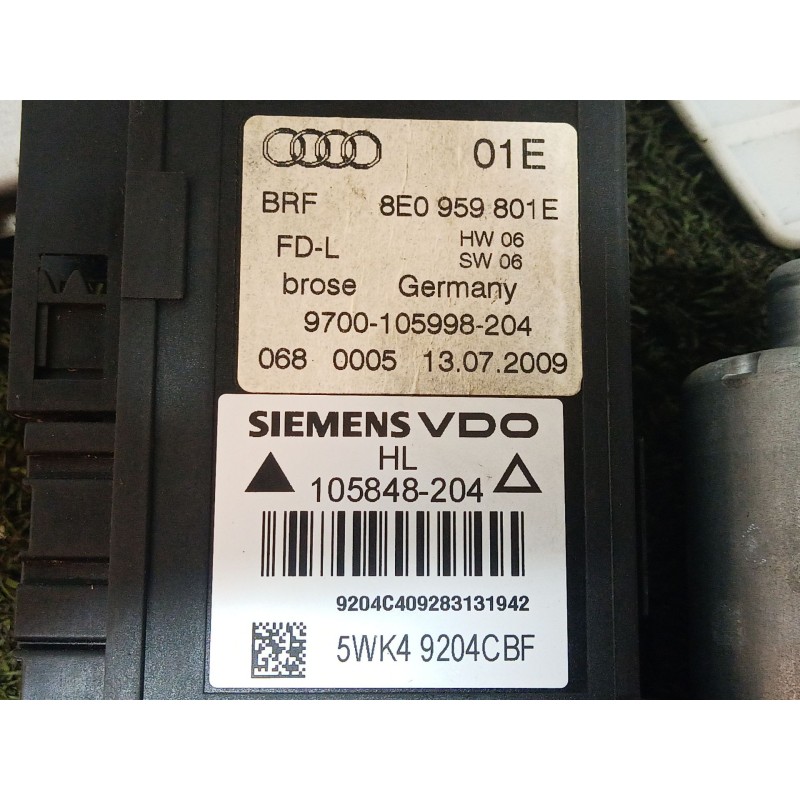 01E
BRF 8E0 959 801E
FD-L HW 06
SW 06
brose Germany
9700-105998-204
068 0005 13.07.2009
SIEMENS VDO
HL
105848-204
9204C409283131942
5WK4 9204CBF